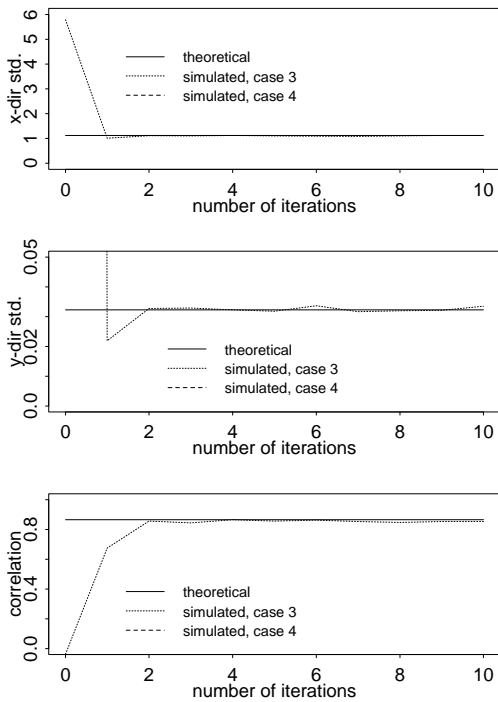 6
5
4
3
2
1
0
x-dir std.
theoretical
simulated, case 3
simulated, case 4
0 2 4 6 8 10
number of iterations
0.05
0.02
0.0
y-dir std.
theoretical
simulated, case 3
simulated, case 4
0 2 4 6 8 10
number of iterations
0.8
0.4
0.0
correlation
theoretical
simulated, case 3
simulated, case 4
0 2 4 6 8 10
number of iterations